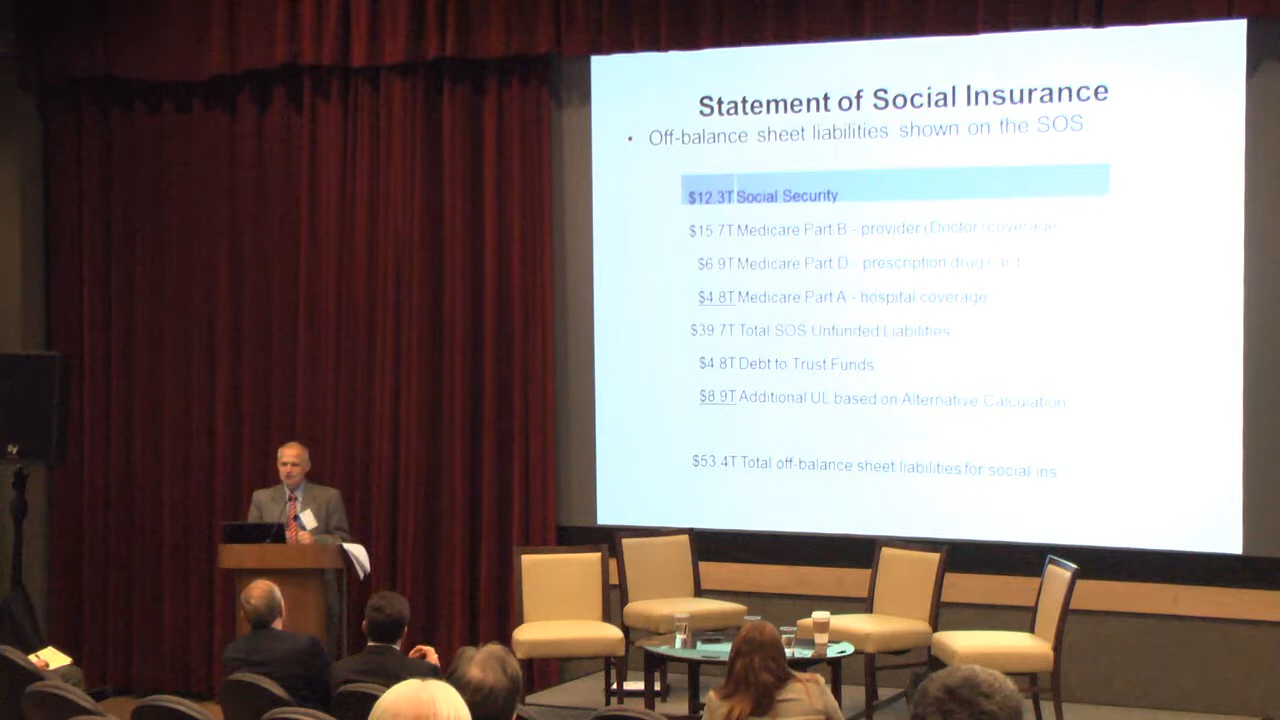 Statement of Social Insurance
• Off-balance sheet liabilities shown on the SOS
$12.3T Social Security
$15.7T Medicare Part B - provider (Doctor) coverage
$6.9T Medicare Part D - prescription drug
$4.8T Medicare Part A - hospital coverage
$39.7T Total SOS Unfunded Liabilities
$4.8T Debt to Trust Funds
$8.9T Additional UL based on Alternative Calculation
$53.4T Total off-balance sheet liabilities for social ins